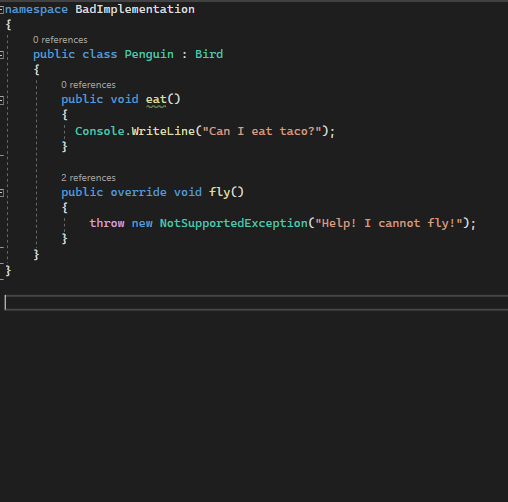 namespace BadImplementation
{
0 references
public class Penguin : Bird
{
0 references
public void eat()
{
Console.WriteLine("Can I eat taco?");
}
2 references
public override void fly()
{
throw new NotSupportedException("Help! I cannot fly!");
}
}
}